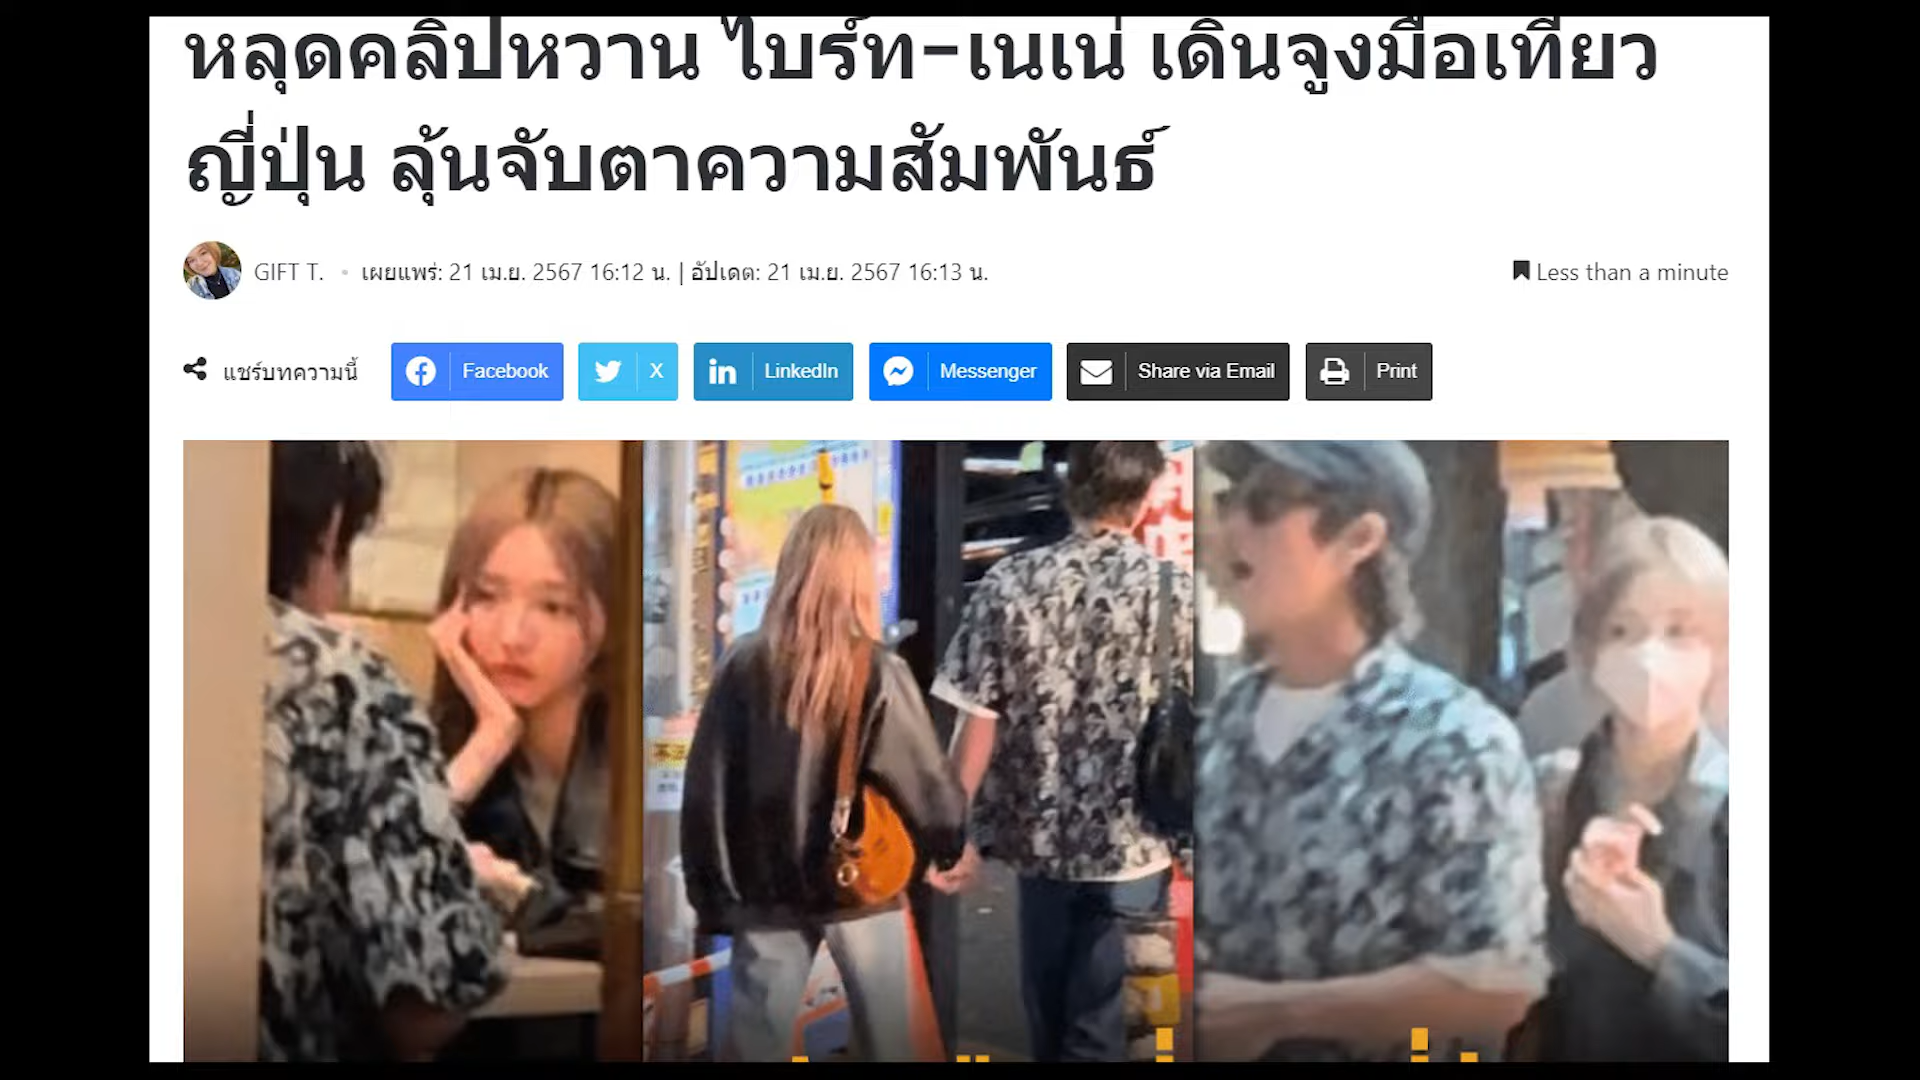 หลุดคลิปหวาน ไบร์ท-เนเน่ เดินจูงมือเที่ยว
ญี่ปุ่น ลุ้นจับตาความสัมพันธ์
GIFT T. • เผยแพร่: 21 เม.ย. 2567 16:12 น. | อัปเดต: 21 เม.ย. 2567 16:13 น.
Less than a minute
แชร์บทความนี้
Facebook
X
LinkedIn
Messenger
Share via Email
Print